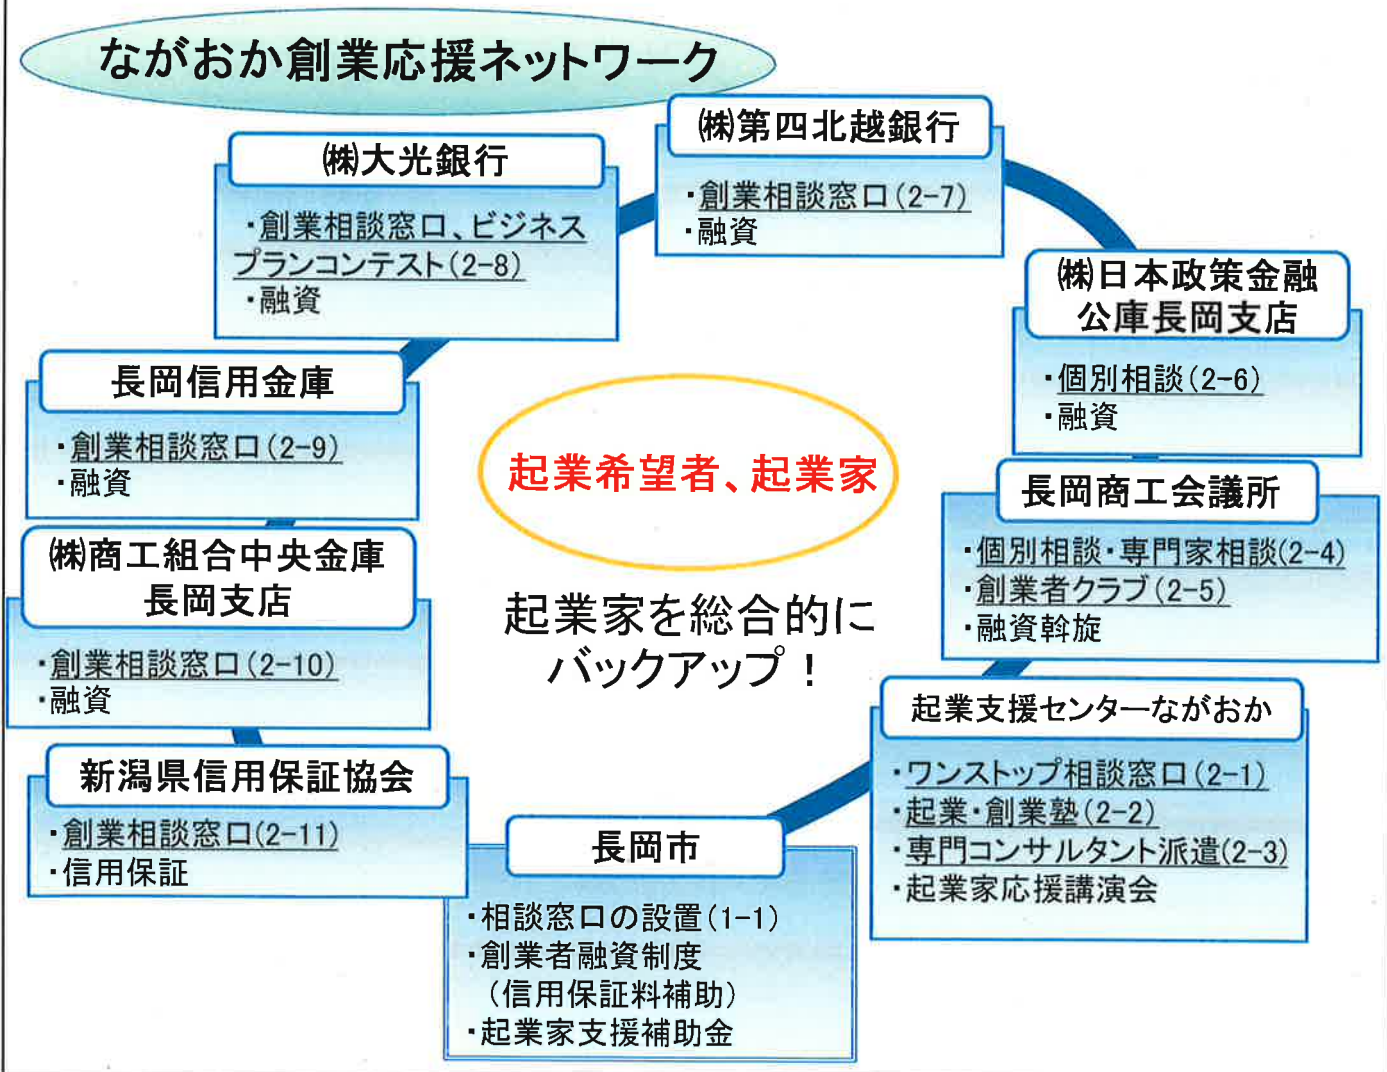 ながおか創業応援ネットワーク
㈱第四北越銀行
・創業相談窓口(2-7)
・融資
㈱大光銀行
・創業相談窓口、ビジネス
プランコンテスト(2-8)
・融資
㈱日本政策金融
公庫長岡支店
・個別相談(2-6)
・融資
長岡信用金庫
・創業相談窓口(2-9)
・融資
起業希望者、起業家
長岡商工会議所
・個別相談・専門家相談(2-4)
・創業者クラブ(2-5)
・融資斡旋
㈱商工組合中央金庫
長岡支店
・創業相談窓口(2-10)
・融資
起業家を総合的に
バックアップ！
起業支援センターながおか
・ワンストップ相談窓口(2-1)
・起業・創業塾(2-2)
・専門コンサルタント派遣(2-3)
・起業家応援講演会
新潟県信用保証協会
・創業相談窓口(2-11)
・信用保証
長岡市
・相談窓口の設置(1-1)
・創業者融資制度
（信用保証料補助）
・起業家支援補助金